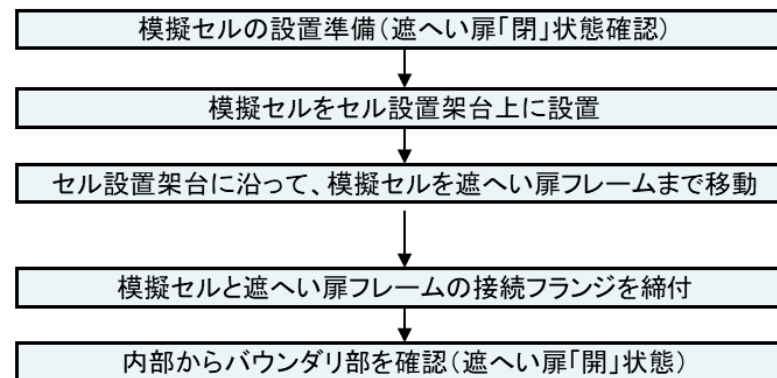 模擬セルの設置準備(遮へい扉「閉」状態確認)
模擬セルをセル設置架台上に設置
セル設置架台に沿って、模擬セルを遮へい扉フレームまで移動
模擬セルと遮へい扉フレームの接続フランジを締付
内部からバウンダリ部を確認(遮へい扉「開」状態)